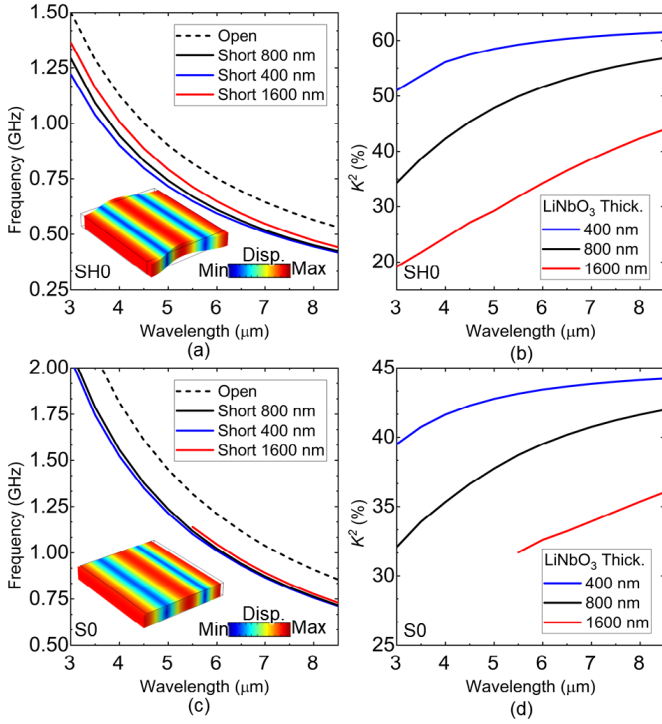 1.50
1.25
1.00
0.75
0.50
0.25
Frequency (GHz)
Open
Short 800 nm
Short 400 nm
Short 1600 nm
Disp.
Min Max
SH0
3 4 5 6 7 8
Wavelength (μm)
(a)
60
50
40
30
20
K² (%)
LiNbO₃ Thick.
400 nm
800 nm
1600 nm
SH0
3 4 5 6 7 8
Wavelength (μm)
(b)
2.00
1.75
1.50
1.25
1.00
0.75
0.50
Frequency (GHz)
Open
Short 800 nm
Short 400 nm
Short 1600 nm
Disp.
Min Max
S0
3 4 5 6 7 8
Wavelength (μm)
(c)
45
40
35
30
25
K² (%)
LiNbO₃ Thick.
400 nm
800 nm
1600 nm
S0
3 4 5 6 7 8
Wavelength (μm)
(d)